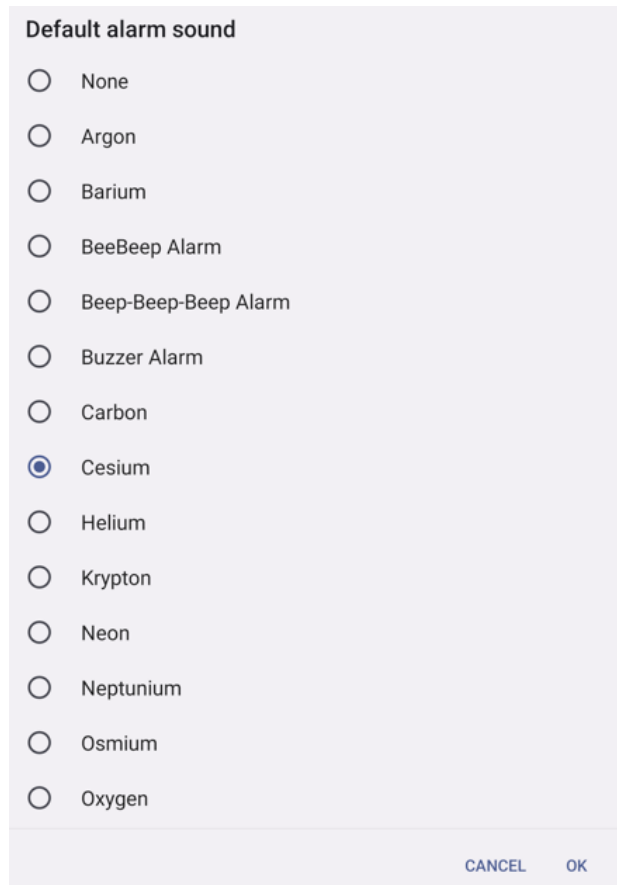 Default alarm sound
None
Argon
Barium
BeeBeep Alarm
Beep-Beep-Beep Alarm
Buzzer Alarm
Carbon
Cesium
Helium
Krypton
Neon
Neptunium
Osmium
Oxygen
CANCEL OK